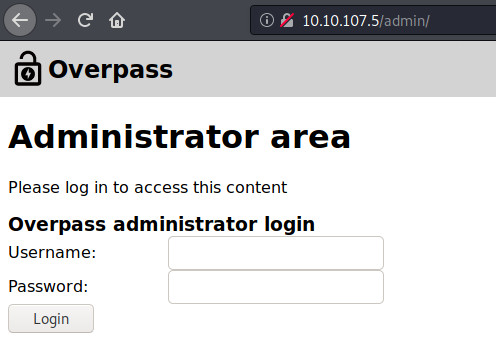 10.10.107.5/admin/
Overpass
Administrator area
Please log in to access this content
Overpass administrator login
Username:
Password:
Login